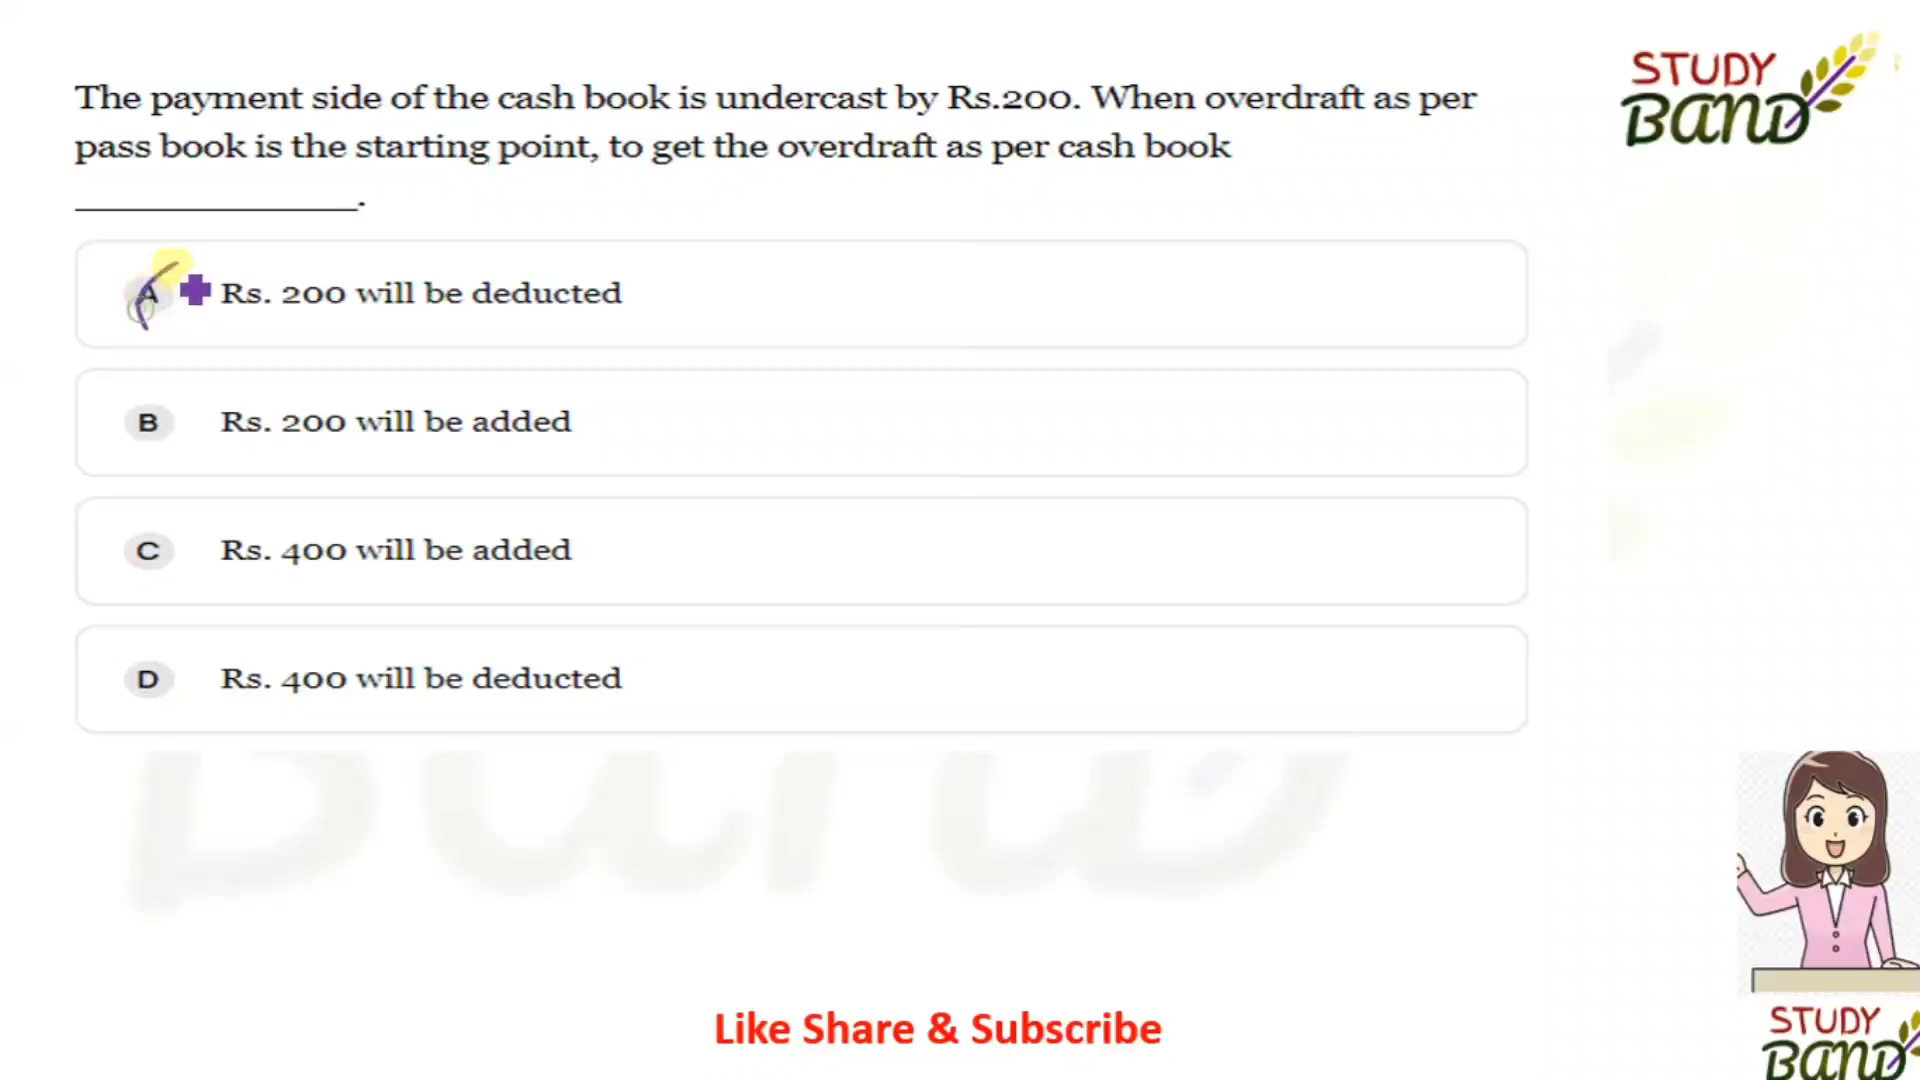 STUDY
BAND
The payment side of the cash book is undercast by Rs.200. When overdraft as per
pass book is the starting point, to get the overdraft as per cash book
______________.
A Rs. 200 will be deducted
B Rs. 200 will be added
C Rs. 400 will be added
D Rs. 400 will be deducted
Like Share & Subscribe
STUDY
BAND